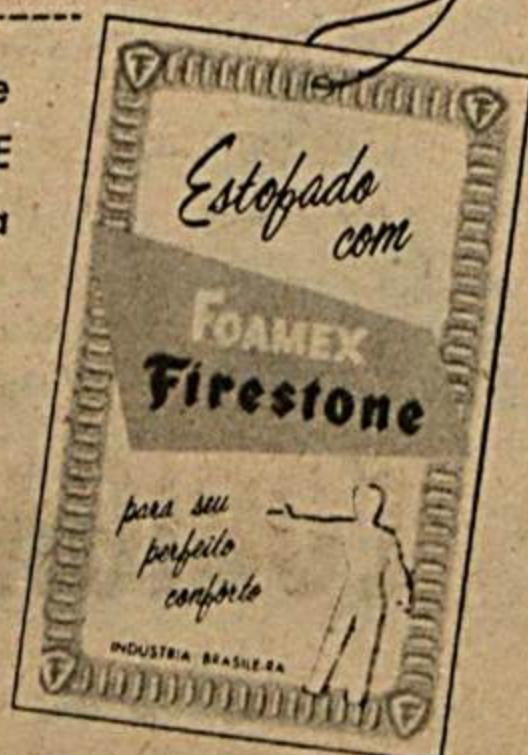 e
E
a
Estofado
com
FOAMEX
Firestone
para seu
perfeito
conforto
INDUSTRIA BRASILEIRA
F
F
F
F